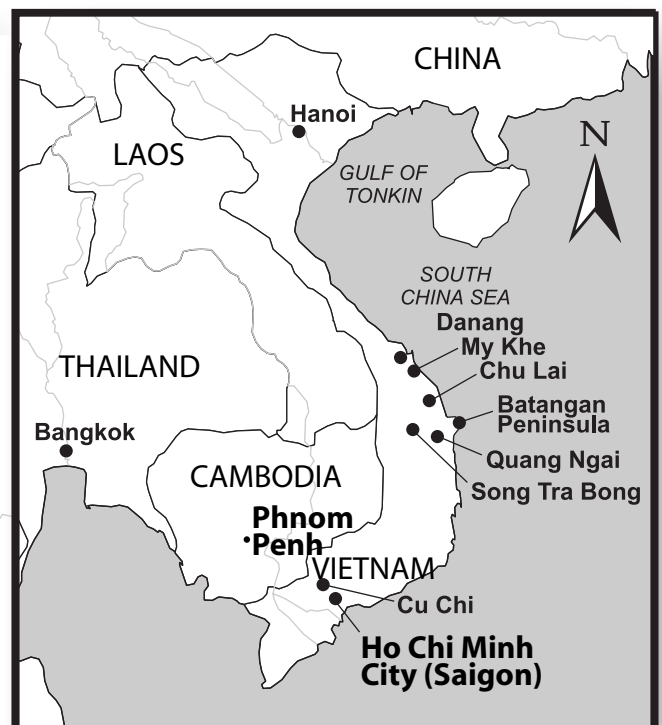 CHINA
Hanoi
LAOS
N
GULF OF
TONKIN
SOUTH
CHINA SEA
Danang
My Khe
THAILAND
Chu Lai
Batangan
Peninsula
Bangkok
Quang Ngai
CAMBODIA
Song Tra Bong
Phnom
Penh
VIETNAM
Cu Chi
Ho Chi Minh
City (Saigon)